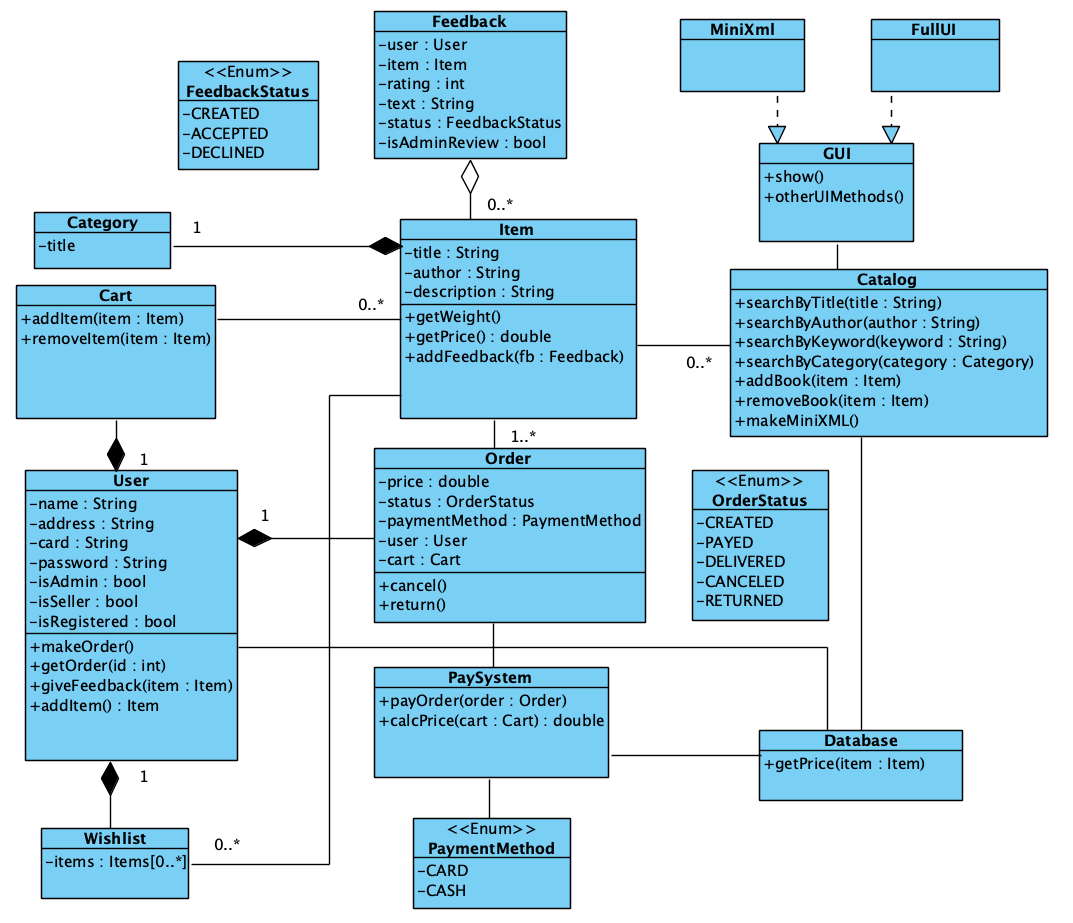 Feedback
-user : User
-item : Item
-rating : int
-text : String
-status : FeedbackStatus
-isAdminReview : bool
<<Enum>>
FeedbackStatus
-CREATED
-ACCEPTED
-DECLINED
MiniXml
FullUI
GUI
+show()
+otherUIMethods()
0..*
Category
-title
1
Item
-title : String
-author : String
-description : String
+getWeight()
+getPrice() : double
+addFeedback(fb : Feedback)
Cart
+addItem(item : Item)
+removeItem(item : Item)
0..*
Catalog
+searchByTitle(title : String)
+searchByAuthor(author : String)
+searchByKeyword(keyword : String)
+searchByCategory(category : Category)
+addBook(item : Item)
+removeBook(item : Item)
+makeMiniXML()
0..*
1..*
1
User
-name : String
-address : String
-card : String
-password : String
-isAdmin : bool
-isSeller : bool
-isRegistered : bool
+makeOrder()
+getOrder(id : int)
+giveFeedback(item : Item)
+addItem() : Item
1
Order
-price : double
-status : OrderStatus
-paymentMethod : PaymentMethod
-user : User
-cart : Cart
+cancel()
+return()
<<Enum>>
OrderStatus
-CREATED
-PAYED
-DELIVERED
-CANCELED
-RETURNED
PaySystem
+payOrder(order : Order)
+calcPrice(cart : Cart) : double
Database
+getPrice(item : Item)
1
Wishlist
-items : Items[0..*]
0..*
<<Enum>>
PaymentMethod
-CARD
-CASH